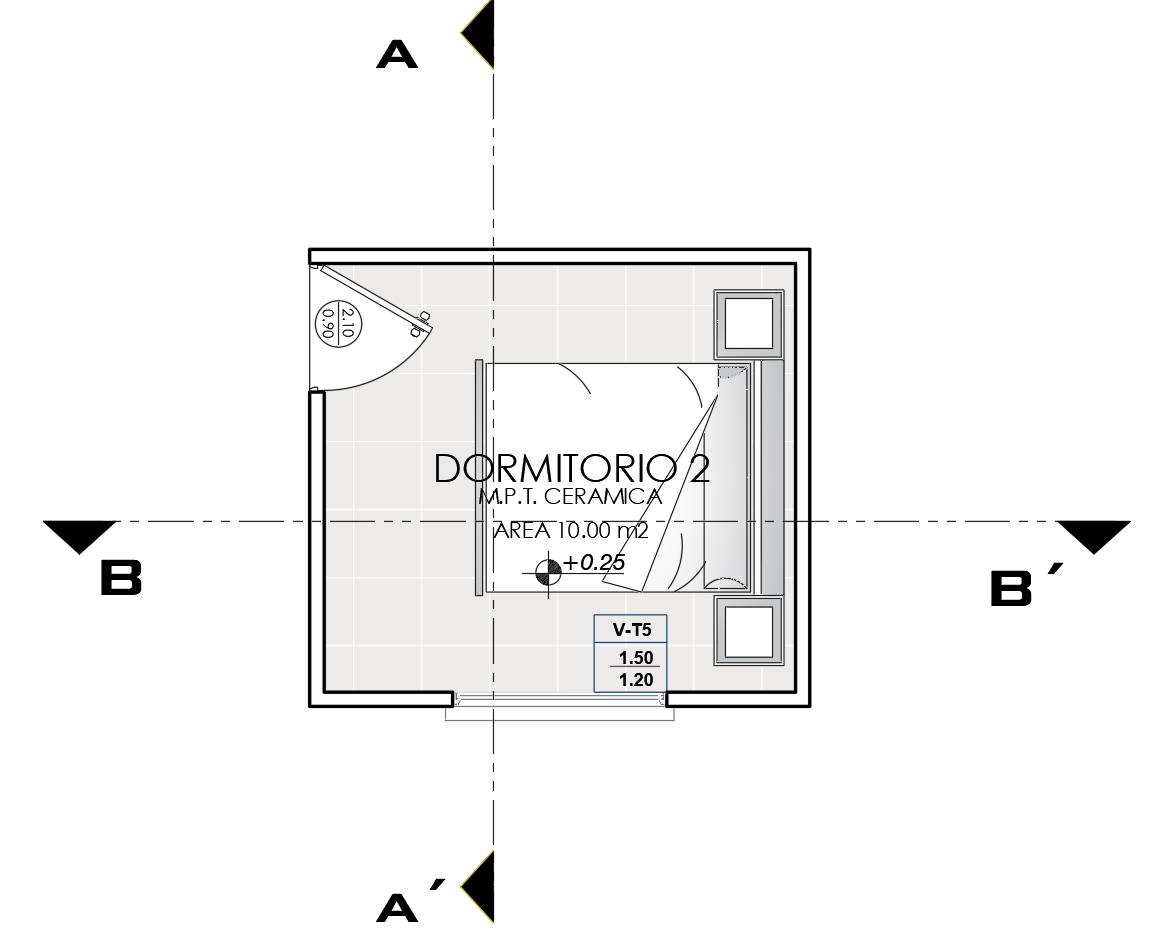 A
2.10
0.90
DORMITORIO 2
M.P.T. CERAMICA
AREA 10.00 m2
+0.25
B
B´
V-T5
1.50
1.20
A´